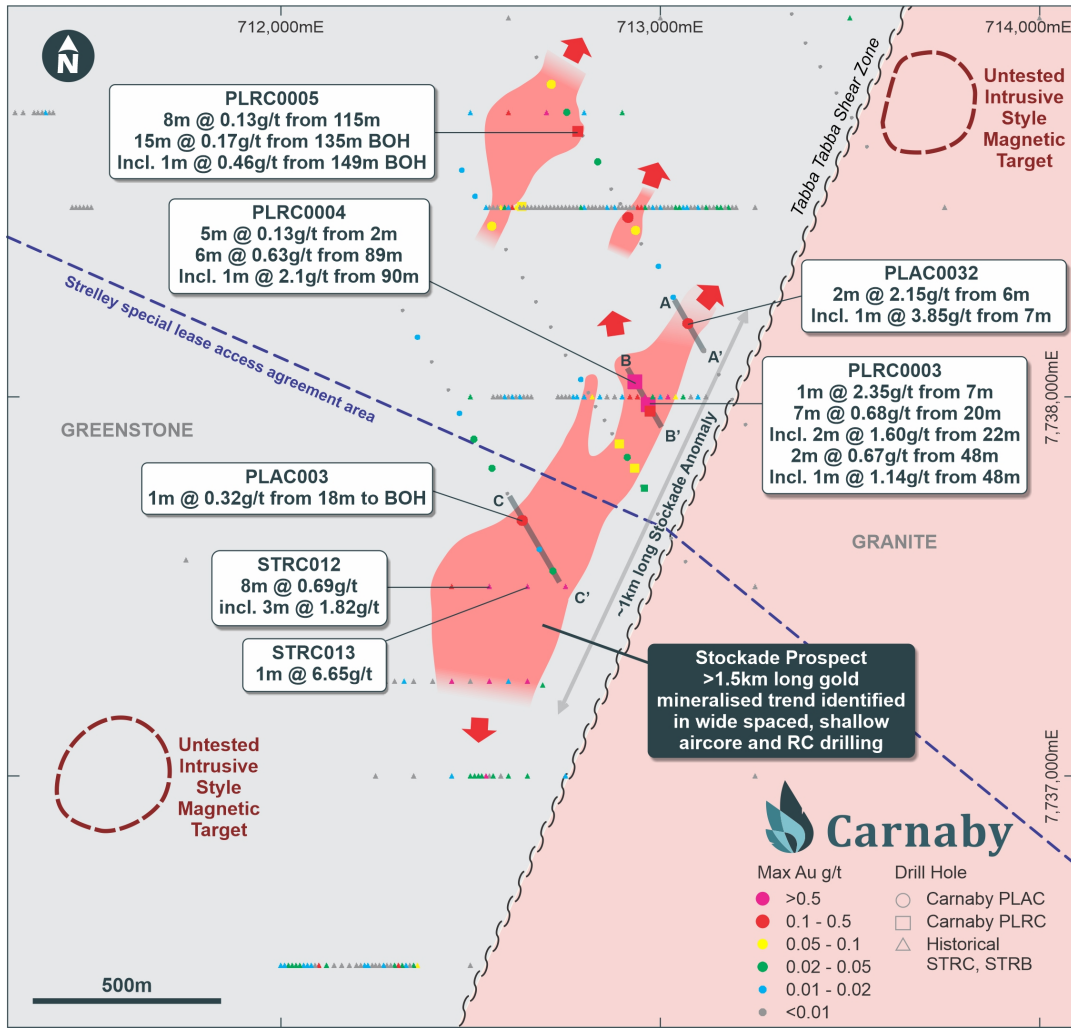 712,000mE
713,000mE
714,000mE
N
Tabba Tabba Shear Zone
Untested
Intrusive
Style
Magnetic
Target
PLRC0005
8m @ 0.13g/t from 115m
15m @ 0.17g/t from 135m BOH
Incl. 1m @ 0.46g/t from 149m BOH
PLRC0004
5m @ 0.13g/t from 2m
6m @ 0.63g/t from 89m
Incl. 1m @ 2.1g/t from 90m
Strelley special lease access agreement area
PLAC0032
2m @ 2.15g/t from 6m
Incl. 1m @ 3.85g/t from 7m
A
A'
B
B'
PLRC0003
1m @ 2.35g/t from 7m
7m @ 0.68g/t from 20m
Incl. 2m @ 1.60g/t from 22m
2m @ 0.67g/t from 48m
Incl. 1m @ 1.14g/t from 48m
7,738,000mE
GREENSTONE
PLAC003
1m @ 0.32g/t from 18m to BOH
C
C'
~1km long Stockade Anomaly
GRANITE
STRC012
8m @ 0.69g/t
incl. 3m @ 1.82g/t
STRC013
1m @ 6.65g/t
Stockade Prospect
>1.5km long gold
mineralised trend identified
in wide spaced, shallow
aircore and RC drilling
Untested
Intrusive
Style
Magnetic
Target
7,737,000mE
Carnaby
Max Au g/t
>0.5
0.1 - 0.5
0.05 - 0.1
0.02 - 0.05
0.01 - 0.02
<0.01
Drill Hole
Carnaby PLAC
Carnaby PLRC
Historical
STRC, STRB
500m